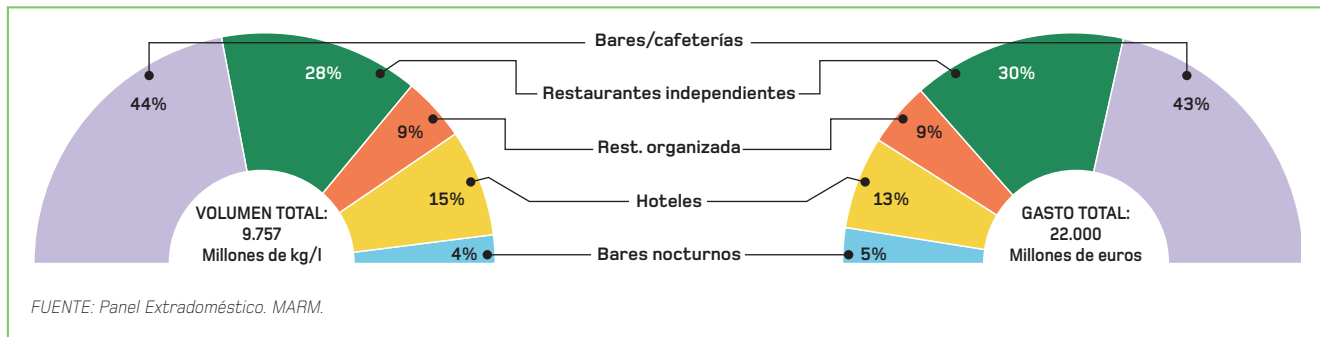 Bares/cafeterías
28%
30%
44%
43%
Restaurantes independientes
9%
9%
Rest. organizada
15%
13%
Hoteles
VOLUMEN TOTAL:
9.757
Millones de kg/l
GASTO TOTAL:
22.000
Millones de euros
4%
Bares nocturnos
5%
FUENTE: Panel Extradoméstico. MARM.